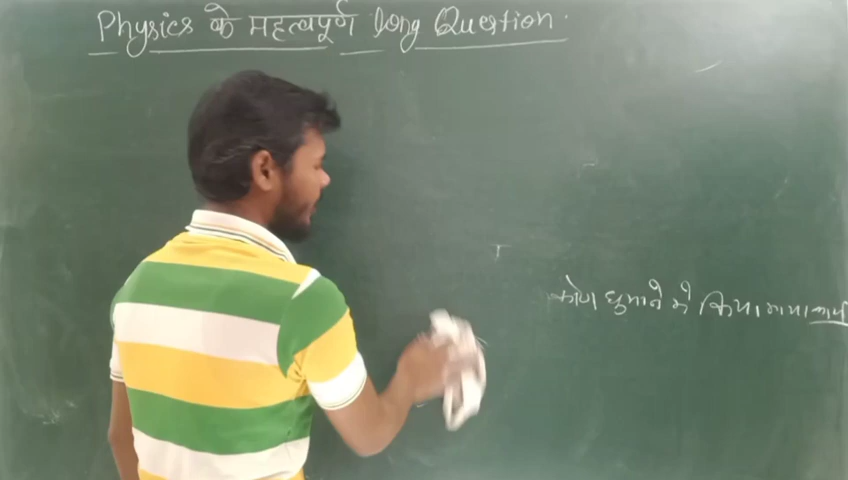 Physics के महत्वपूर्ण long Question.
कोण घुमाने में किया गया कार्य